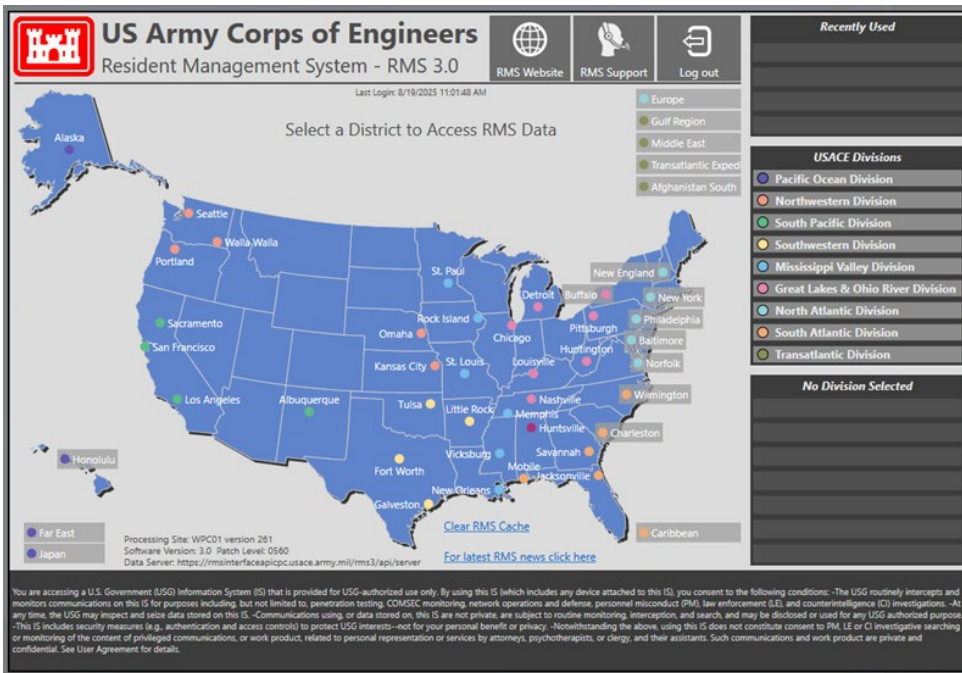 US Army Corps of Engineers
Resident Management System - RMS 3.0
RMS Website
RMS Support
Log out
Last Login: 8/19/2025 11:01:48 AM
Select a District to Access RMS Data
Europe
Gulf Region
Middle East
Transatlantic Exped
Afghanistan South
Alaska
Seattle
Walla Walla
Portland
St. Paul
New England
Detroit
Buffalo
New York
Rock Island
Philadelphia
Sacramento
Omaha
Chicago
Pittsburgh
San Francisco
Baltimore
Huntington
Kansas City
St. Louis
Louisville
Norfolk
Los Angeles
Albuquerque
Tulsa
Little Rock
Nashville
Wilmington
Memphis
Huntsville
Charleston
Honolulu
Vicksburg
Savannah
Fort Worth
Mobile
Jacksonville
New Orleans
Galveston
Far East
Japan
Caribbean
Clear RMS Cache
For latest RMS news click here
Processing Site: WPC01 version 261
Software Version: 3.0 Patch Level: 0560
Data Server: https://rmsinterfaceapicpc.usace.army.mil/rms3/api/server
Recently Used
USACE Divisions
Pacific Ocean Division
Northwestern Division
South Pacific Division
Southwestern Division
Mississippi Valley Division
Great Lakes & Ohio River Division
North Atlantic Division
South Atlantic Division
Transatlantic Division
No Division Selected
You are accessing a U.S. Government (USG) Information System (IS) that is provided for USG-authorized use only. By using this IS (which includes any device attached to this IS), you consent to the following conditions: -The USG routinely intercepts and
monitors communications on this IS for purposes including, but not limited to, penetration testing, COMSEC monitoring, network operations and defense, personnel misconduct (PM), law enforcement (LE), and counterintelligence (CI) investigations. -At
any time, the USG may inspect and seize data stored on this IS. -Communications using, or data stored on, this IS are not private, are subject to routine monitoring, interception, and search, and may be disclosed or used for any USG authorized purpose.
-This IS includes security measures (e.g., authentication and access controls) to protect USG interests--not for your personal benefit or privacy. -Notwithstanding the above, using this IS does not constitute consent to PM, LE or CI investigative searching
or monitoring of the content of privileged communications, or work product, related to personal representation or services by attorneys, psychotherapists, or clergy, and their assistants. Such communications and work product are private and
confidential. See User Agreement for details.